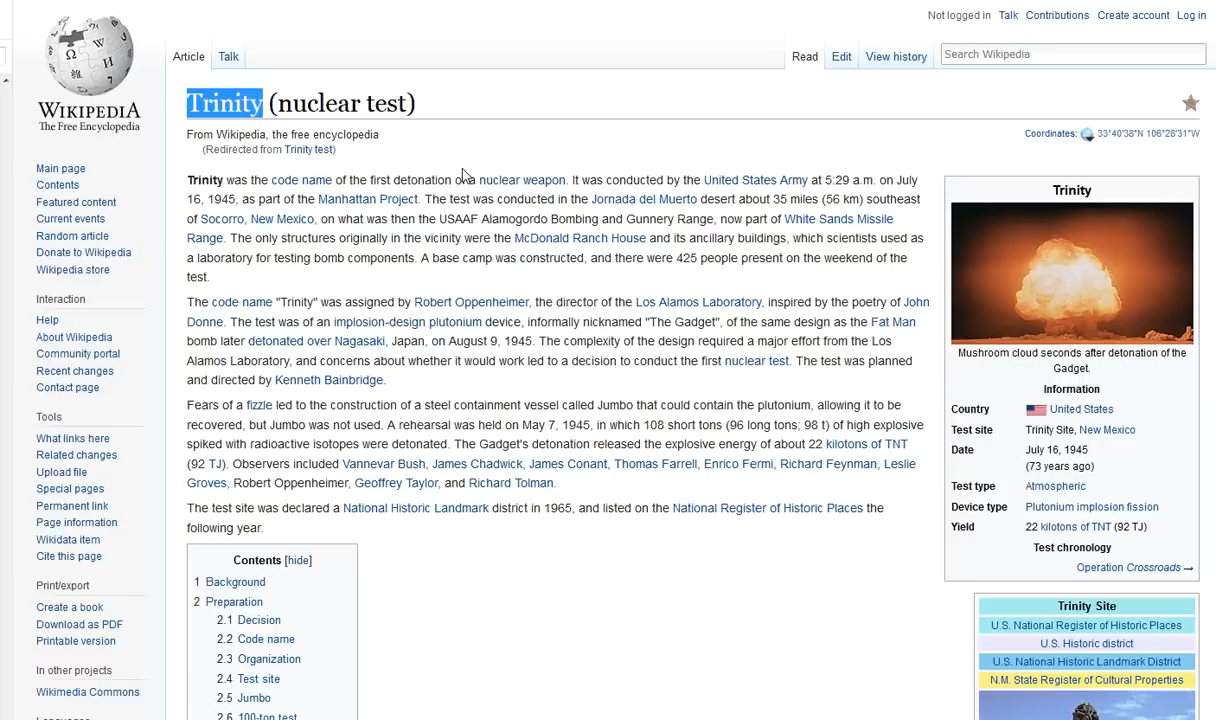 Not logged in Talk Contributions Create account Log in
Article Talk
Read Edit View history
Search Wikipedia
WIKIPEDIA
The Free Encyclopedia
Main page
Contents
Featured content
Current events
Random article
Donate to Wikipedia
Wikipedia store
Interaction
Help
About Wikipedia
Community portal
Recent changes
Contact page
Tools
What links here
Related changes
Upload file
Special pages
Permanent link
Page information
Wikidata item
Cite this page
Print/export
Create a book
Download as PDF
Printable version
In other projects
Wikimedia Commons
Trinity (nuclear test)
From Wikipedia, the free encyclopedia
(Redirected from Trinity test)
Coordinates: 33°40′38″N 106°28′31″W
Trinity was the code name of the first detonation of a nuclear weapon. It was conducted by the United States Army at 5:29 a.m. on July
16, 1945, as part of the Manhattan Project. The test was conducted in the Jornada del Muerto desert about 35 miles (56 km) southeast
of Socorro, New Mexico, on what was then the USAAF Alamogordo Bombing and Gunnery Range, now part of White Sands Missile
Range. The only structures originally in the vicinity were the McDonald Ranch House and its ancillary buildings, which scientists used as
a laboratory for testing bomb components. A base camp was constructed, and there were 425 people present on the weekend of the
test.
The code name "Trinity" was assigned by Robert Oppenheimer, the director of the Los Alamos Laboratory, inspired by the poetry of John
Donne. The test was of an implosion-design plutonium device, informally nicknamed "The Gadget", of the same design as the Fat Man
bomb later detonated over Nagasaki, Japan, on August 9, 1945. The complexity of the design required a major effort from the Los
Alamos Laboratory, and concerns about whether it would work led to a decision to conduct the first nuclear test. The test was planned
and directed by Kenneth Bainbridge.
Fears of a fizzle led to the construction of a steel containment vessel called Jumbo that could contain the plutonium, allowing it to be
recovered, but Jumbo was not used. A rehearsal was held on May 7, 1945, in which 108 short tons (96 long tons; 98 t) of high explosive
spiked with radioactive isotopes were detonated. The Gadget's detonation released the explosive energy of about 22 kilotons of TNT
(92 TJ). Observers included Vannevar Bush, James Chadwick, James Conant, Thomas Farrell, Enrico Fermi, Richard Feynman, Leslie
Groves, Robert Oppenheimer, Geoffrey Taylor, and Richard Tolman.
The test site was declared a National Historic Landmark district in 1965, and listed on the National Register of Historic Places the
following year.
Contents [hide]
1 Background
2 Preparation
2.1 Decision
2.2 Code name
2.3 Organization
2.4 Test site
2.5 Jumbo
2.6 100-ton test
Trinity
Mushroom cloud seconds after detonation of the
Gadget.
Information
Country United States
Test site Trinity Site, New Mexico
Date July 16, 1945
(73 years ago)
Test type Atmospheric
Device type Plutonium implosion fission
Yield 22 kilotons of TNT (92 TJ)
Test chronology
Operation Crossroads →
Trinity Site
U.S. National Register of Historic Places
U.S. Historic district
U.S. National Historic Landmark District
N.M. State Register of Cultural Properties